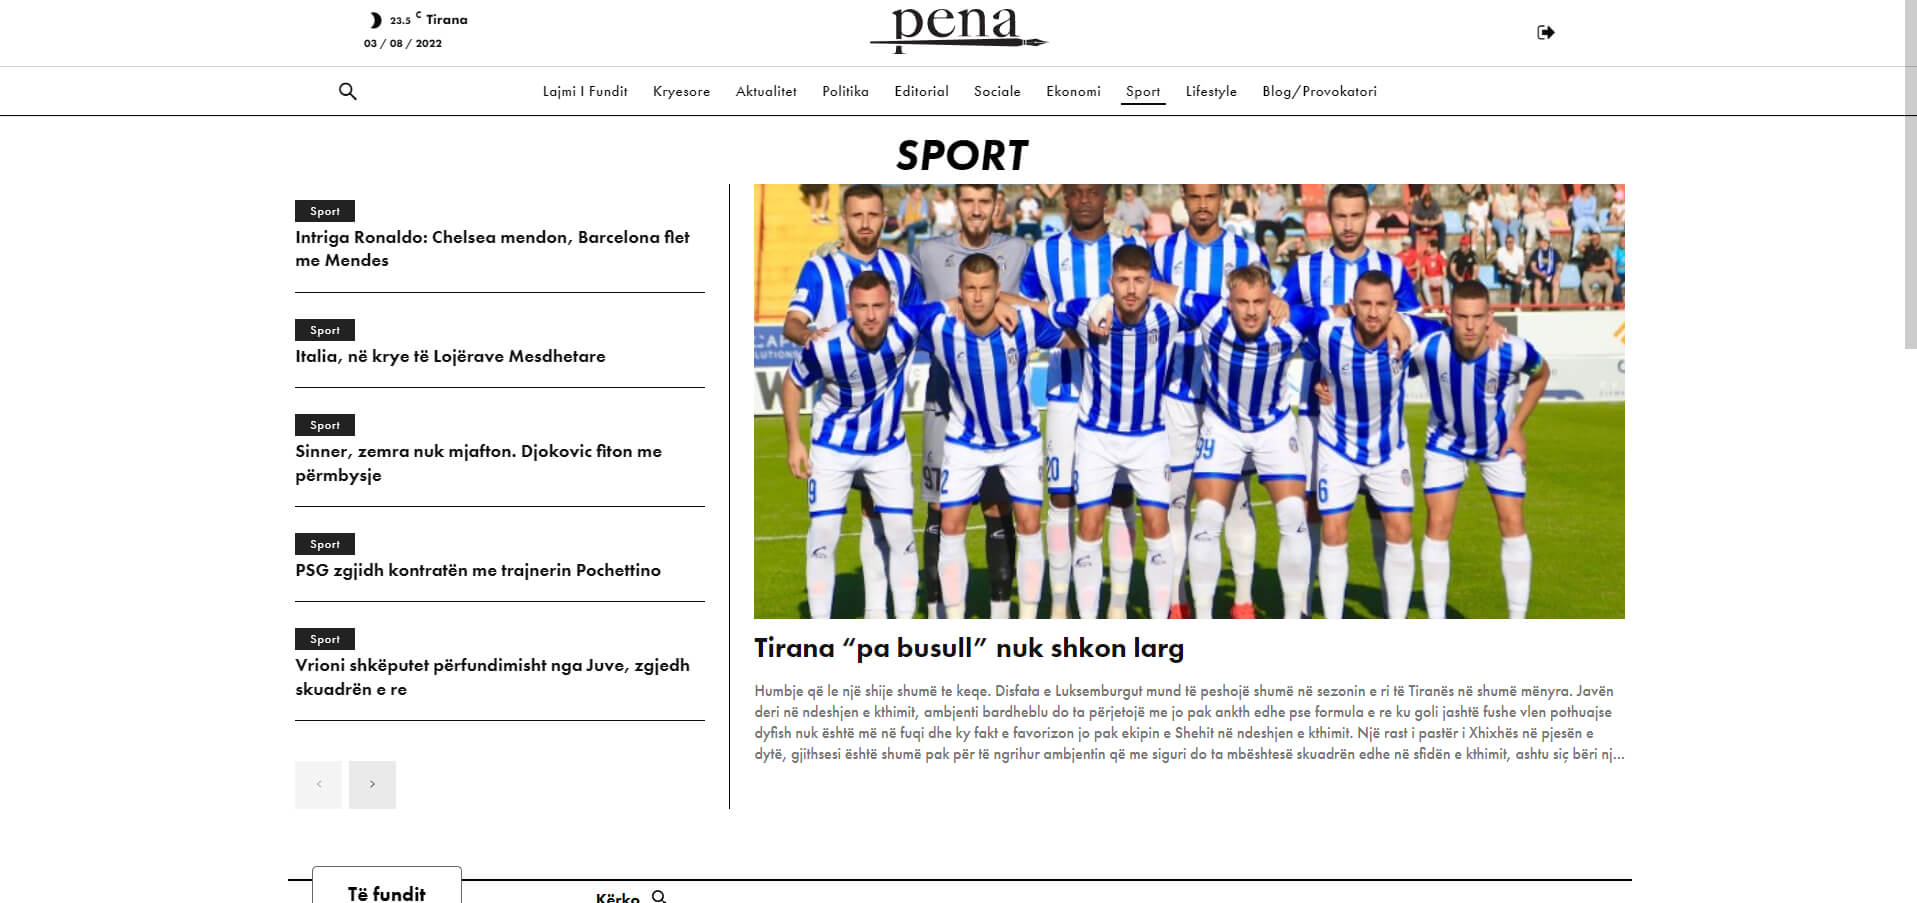 23.5 C Tirana
03 / 08 / 2022
pena
Lajmi I Fundit Kryesore Aktualitet Politika Editorial Sociale Ekonomi Sport Lifestyle Blog/Provokatori
SPORT
Sport
Intriga Ronaldo: Chelsea mendon, Barcelona flet
me Mendes
Sport
Italia, në krye të Lojërave Mesdhetare
Sport
Sinner, zemra nuk mjafton. Djokovic fiton me
përmbysje
Sport
PSG zgjidh kontratën me trajnerin Pochettino
Sport
Vrioni shkëputet përfundimisht nga Juve, zgjedh
skuadrën e re
9
97
2
20
8
99
6
Tirana “pa busull” nuk shkon larg
Humbje që le një shije shumë te keqe. Disfata e Luksemburgut mund të peshojë shumë në sezonin e ri të Tiranës në shumë mënyra. Javën
deri në ndeshjen e kthimit, ambjenti bardheblu do ta përjetojë me jo pak ankth edhe pse formula e re ku goli jashtë fushe vlen pothuajse
dyfish nuk është më në fuqi dhe ky fakt e favorizon jo pak ekipin e Shehit në ndeshjen e kthimit. Një rast i pastër i Xhixhës në pjesën e
dytë, gjithsesi është shumë pak për të ngrihur ambjentin që me siguri do ta mbështesë skuadrën edhe në sfidën e kthimit, ashtu siç bëri nj...
Të fundit
Kërko